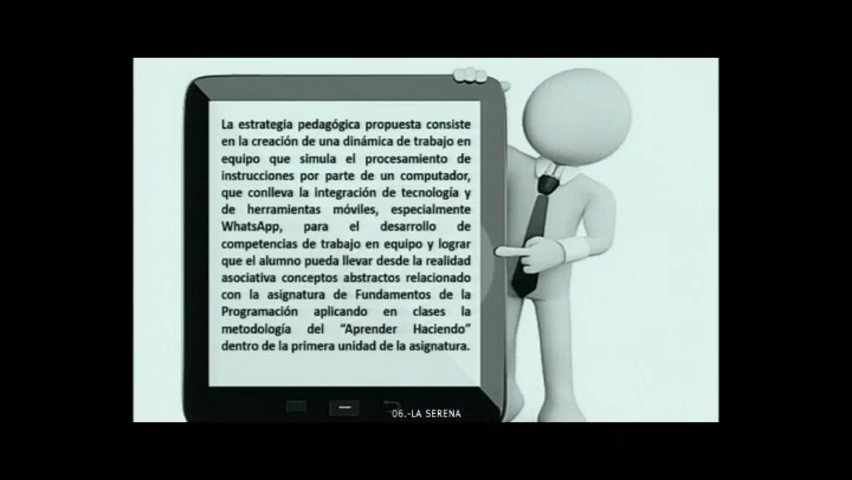 La estrategia pedagógica propuesta consiste
en la creación de una dinámica de trabajo en
equipo que simula el procesamiento de
instrucciones por parte de un computador,
que conlleva la integración de tecnología y
de herramientas móviles, especialmente
WhatsApp, para el desarrollo de
competencias de trabajo en equipo y lograr
que el alumno pueda llevar desde la realidad
asociativa conceptos abstractos relacionado
con la asignatura de Fundamentos de la
Programación aplicando en clases la
metodología del “Aprender Haciendo”
dentro de la primera unidad de la asignatura.
06.-LA SERENA